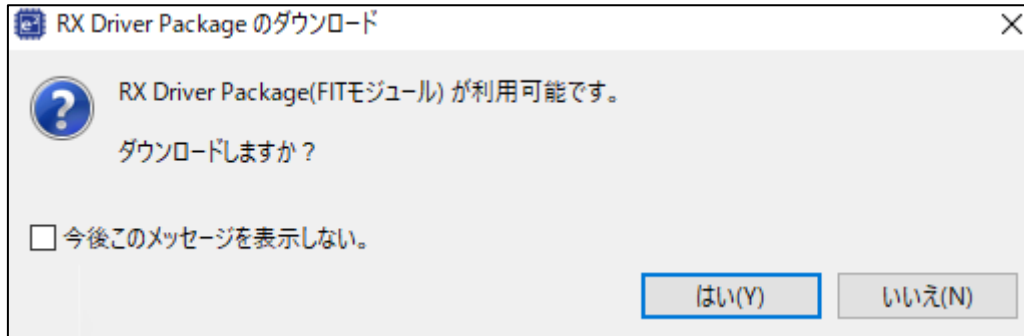 RX Driver Package のダウンロード
RX Driver Package(FITモジュール) が利用可能です。
ダウンロードしますか？
今後このメッセージを表示しない。
はい(Y) いいえ(N)